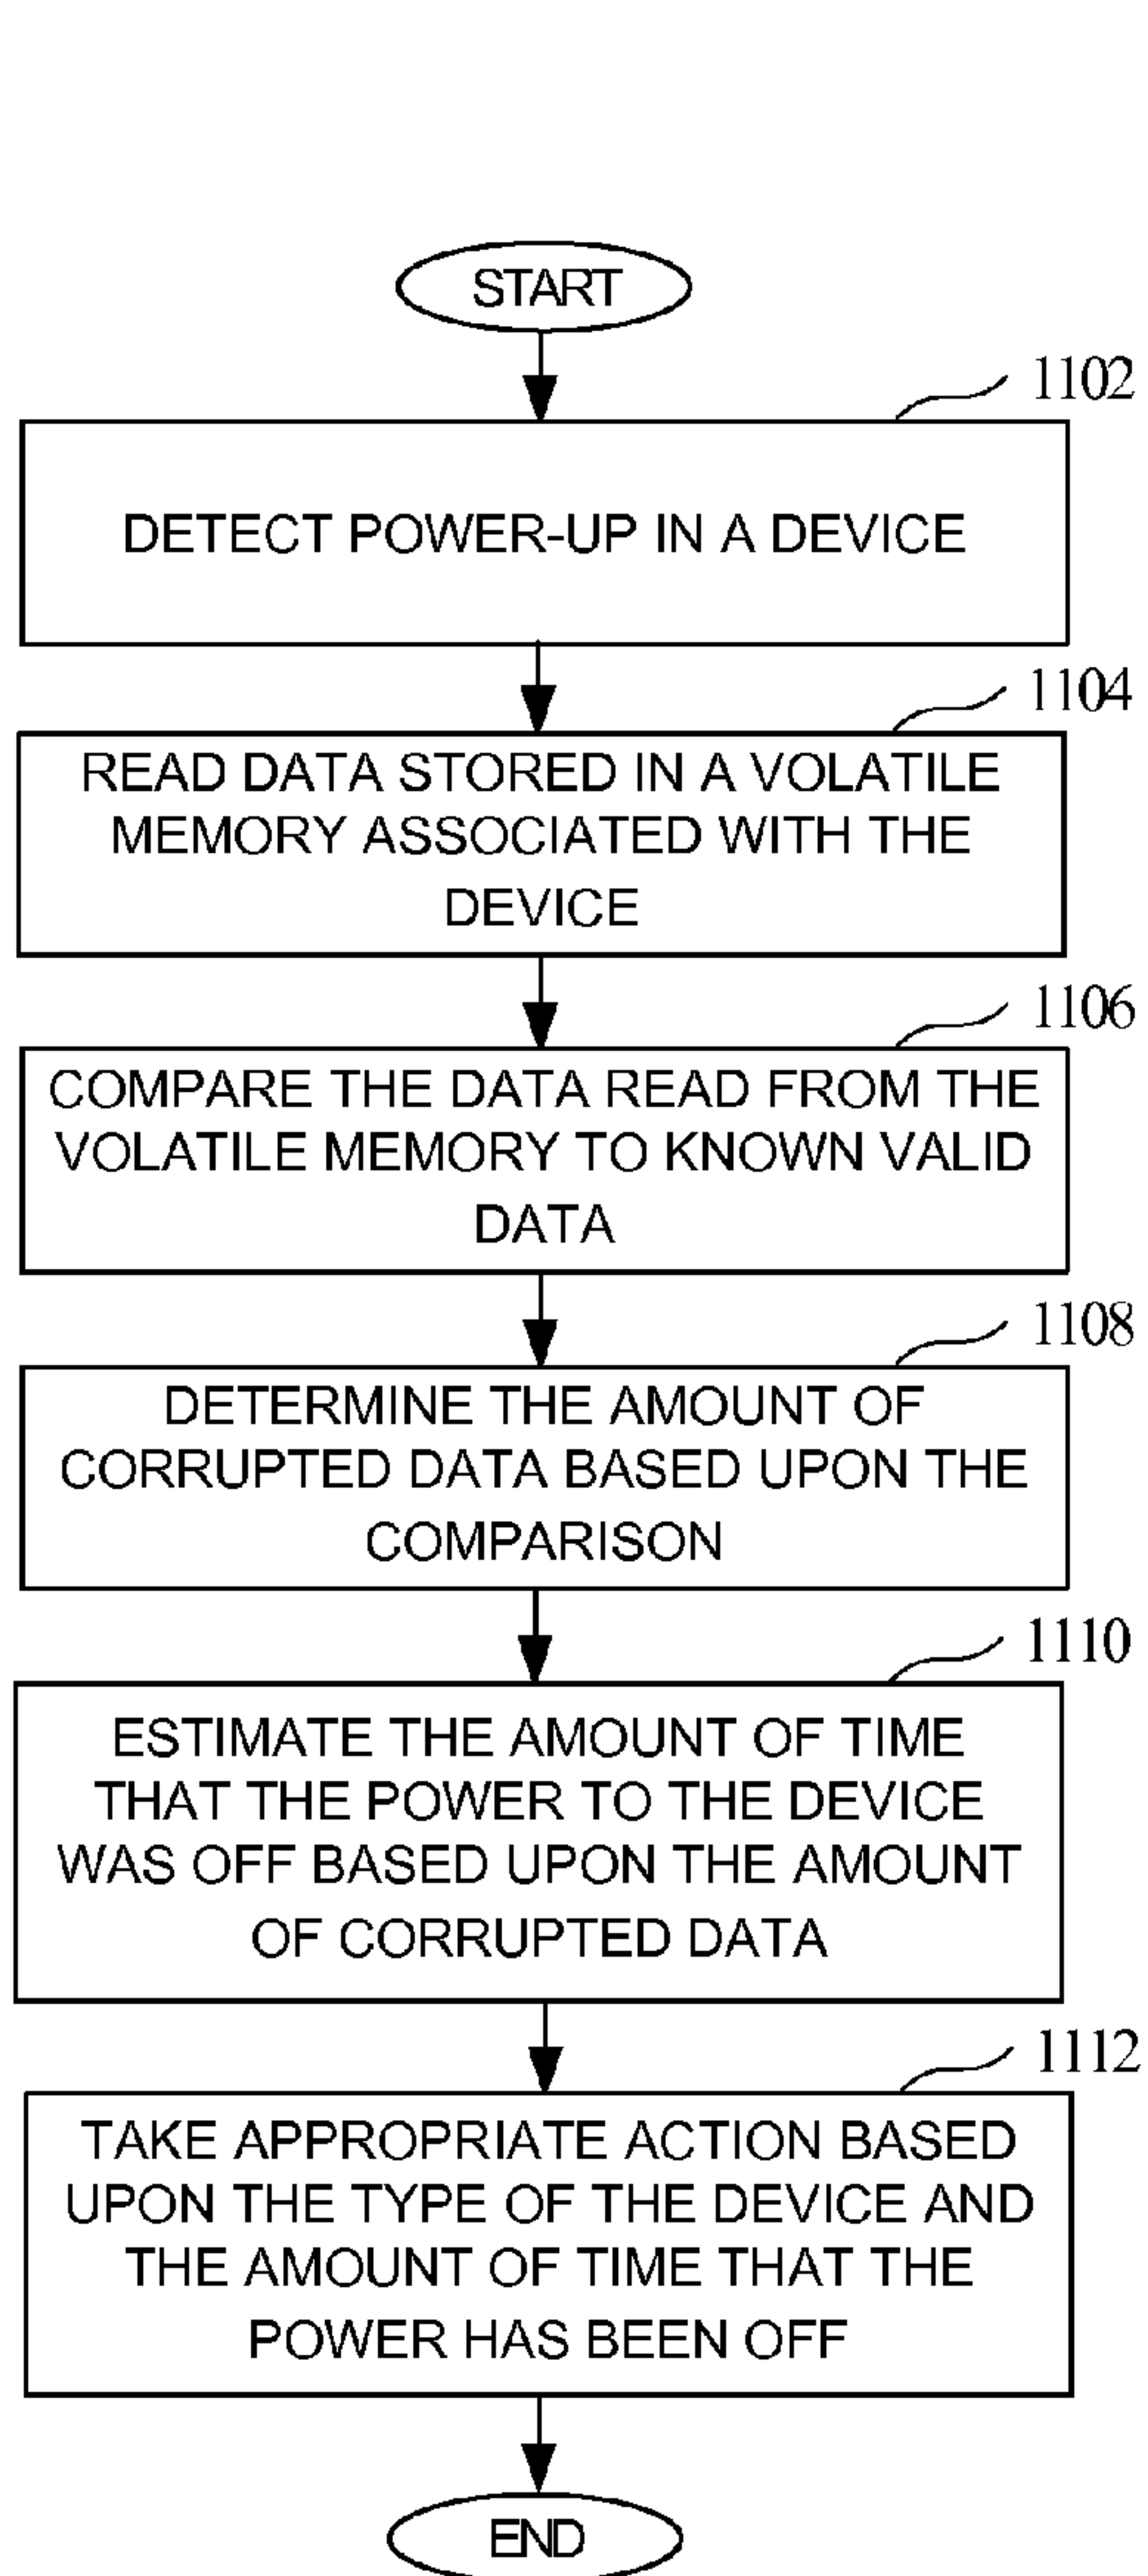 START
1102
DETECT POWER-UP IN A DEVICE
1104
READ DATA STORED IN A VOLATILE
MEMORY ASSOCIATED WITH THE
DEVICE
1106
COMPARE THE DATA READ FROM THE
VOLATILE MEMORY TO KNOWN VALID
DATA
1108
DETERMINE THE AMOUNT OF
CORRUPTED DATA BASED UPON THE
COMPARISON
1110
ESTIMATE THE AMOUNT OF TIME
THAT THE POWER TO THE DEVICE
WAS OFF BASED UPON THE AMOUNT
OF CORRUPTED DATA
1112
TAKE APPROPRIATE ACTION BASED
UPON THE TYPE OF THE DEVICE AND
THE AMOUNT OF TIME THAT THE
POWER HAS BEEN OFF
END